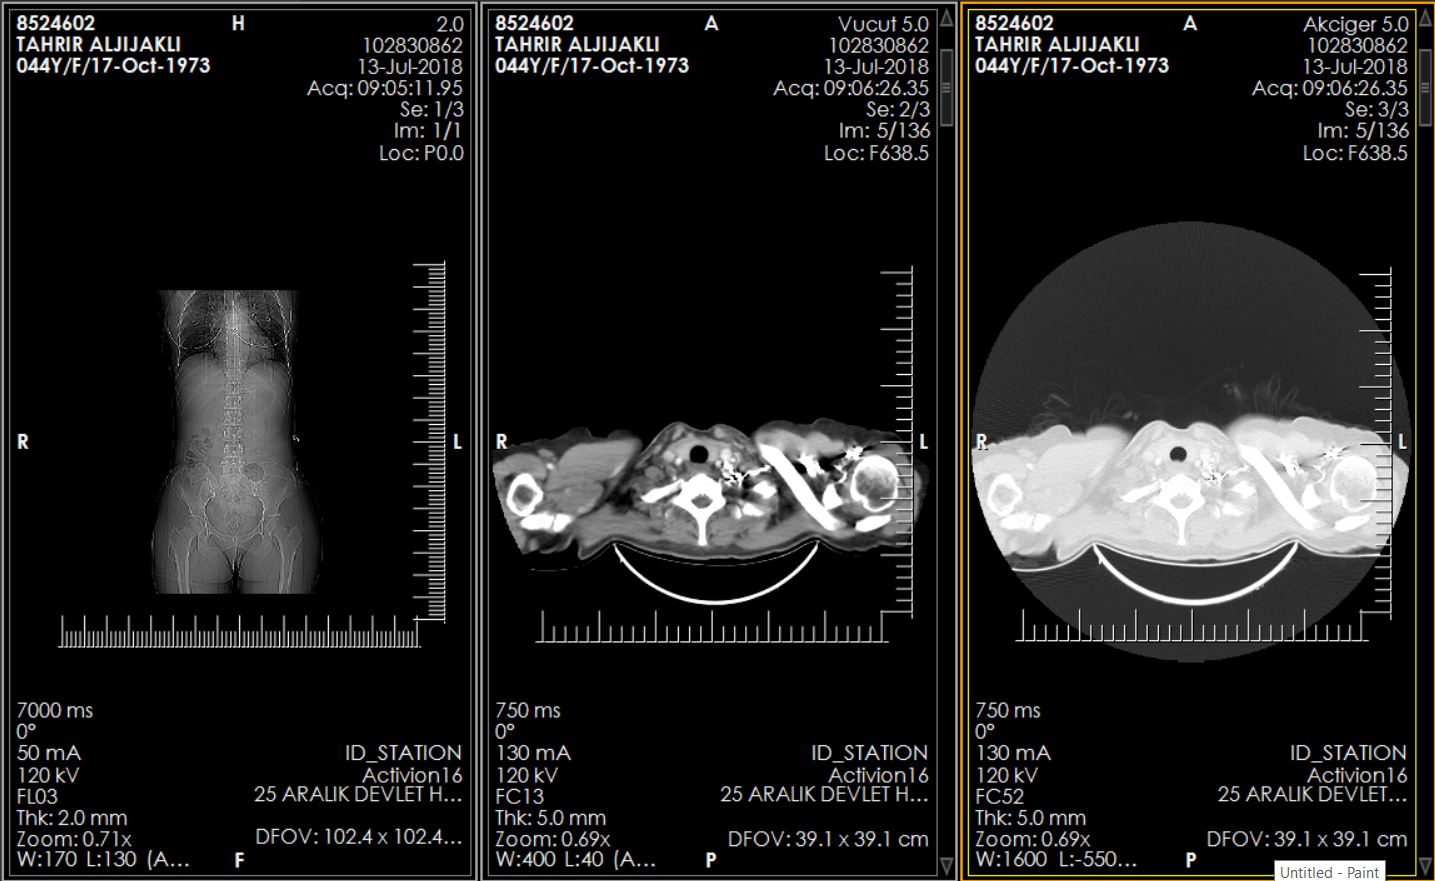 8524602 H 2.0
TAHRIR ALJIJAKLI 102830862
044Y/F/17-Oct-1973 13-Jul-2018
Acq: 09:05:11.95
Se: 1/3
Im: 1/1
Loc: P0.0
R L
7000 ms
0°
50 mA ID_STATION
120 kV Activion16
FL03 25 ARALIK DEVLET H...
Thk: 2.0 mm
Zoom: 0.71x DFOV: 102.4 x 102.4...
W:170 L:130 (A... F
8524602 A Vucut 5.0
TAHRIR ALJIJAKLI 102830862
044Y/F/17-Oct-1973 13-Jul-2018
Acq: 09:06:26.35
Se: 2/3
Im: 5/136
Loc: F638.5
R L
750 ms
0°
130 mA ID_STATION
120 kV Activion16
FC13 25 ARALIK DEVLET H...
Thk: 5.0 mm
Zoom: 0.69x DFOV: 39.1 x 39.1 cm
W:400 L:40 (A... P
8524602 A Akciger 5.0
TAHRIR ALJIJAKLI 102830862
044Y/F/17-Oct-1973 13-Jul-2018
Acq: 09:06:26.35
Se: 3/3
Im: 5/136
Loc: F638.5
R L
750 ms
0°
130 mA ID_STATION
120 kV Activion16
FC52 25 ARALIK DEVLET...
Thk: 5.0 mm
Zoom: 0.69x DFOV: 39.1 x 39.1 cm
W:1600 L:-550... P
Untitled - Paint